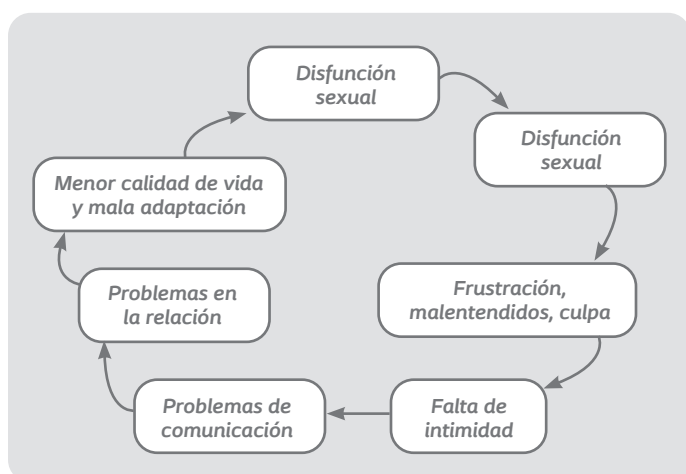 Disfunción
sexual
Disfunción
sexual
Frustración,
malentendidos, culpa
Falta de
intimidad
Problemas de
comunicación
Problemas en
la relación
Menor calidad de vida
y mala adaptación